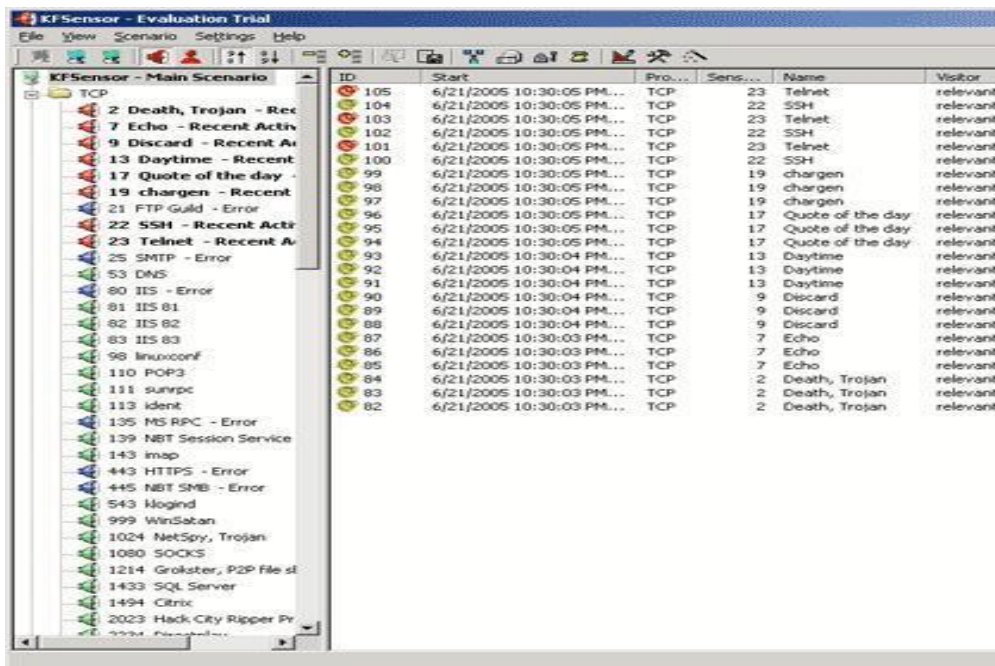 KFSensor - Evaluation Trial
File View Scenario Settings Help
KFSensor - Main Scenario
TCP
2 Death, Trojan - Rec
7 Echo - Recent Activ
9 Discard - Recent A
13 Daytime - Recent
17 Quote of the day -
19 chargen - Recent
21 FTP Guild - Error
22 SSH - Recent Acti
23 Telnet - Recent A
25 SMTP - Error
53 DNS
80 IIS - Error
81 IIS 81
82 IIS 82
83 IIS 83
98 linuxconf
110 POP3
111 sunrpc
113 ident
135 MS RPC - Error
139 NBT Session Service
143 imap
443 HTTPS - Error
445 NBT SMB - Error
543 klogind
999 WinSatan
1024 NetSpy, Trojan
1080 SOCKS
1214 Grokster, P2P file sl
1433 SQL Server
1494 Citrix
2023 Hack City Ripper Pr
ID Start Pro... Sens... Name Visitor
105 6/21/2005 10:30:05 PM... TCP 23 Telnet relevant
104 6/21/2005 10:30:05 PM... TCP 22 SSH relevant
103 6/21/2005 10:30:05 PM... TCP 23 Telnet relevant
102 6/21/2005 10:30:05 PM... TCP 22 SSH relevant
101 6/21/2005 10:30:05 PM... TCP 23 Telnet relevant
100 6/21/2005 10:30:05 PM... TCP 22 SSH relevant
99 6/21/2005 10:30:05 PM... TCP 19 chargen relevant
98 6/21/2005 10:30:05 PM... TCP 19 chargen relevant
97 6/21/2005 10:30:05 PM... TCP 19 chargen relevant
96 6/21/2005 10:30:05 PM... TCP 17 Quote of the day relevant
95 6/21/2005 10:30:05 PM... TCP 17 Quote of the day relevant
94 6/21/2005 10:30:05 PM... TCP 17 Quote of the day relevant
93 6/21/2005 10:30:04 PM... TCP 13 Daytime relevant
92 6/21/2005 10:30:04 PM... TCP 13 Daytime relevant
91 6/21/2005 10:30:04 PM... TCP 13 Daytime relevant
90 6/21/2005 10:30:04 PM... TCP 9 Discard relevant
89 6/21/2005 10:30:04 PM... TCP 9 Discard relevant
88 6/21/2005 10:30:04 PM... TCP 9 Discard relevant
87 6/21/2005 10:30:03 PM... TCP 7 Echo relevant
86 6/21/2005 10:30:03 PM... TCP 7 Echo relevant
85 6/21/2005 10:30:03 PM... TCP 7 Echo relevant
84 6/21/2005 10:30:03 PM... TCP 2 Death, Trojan relevant
83 6/21/2005 10:30:03 PM... TCP 2 Death, Trojan relevant
82 6/21/2005 10:30:03 PM... TCP 2 Death, Trojan relevant